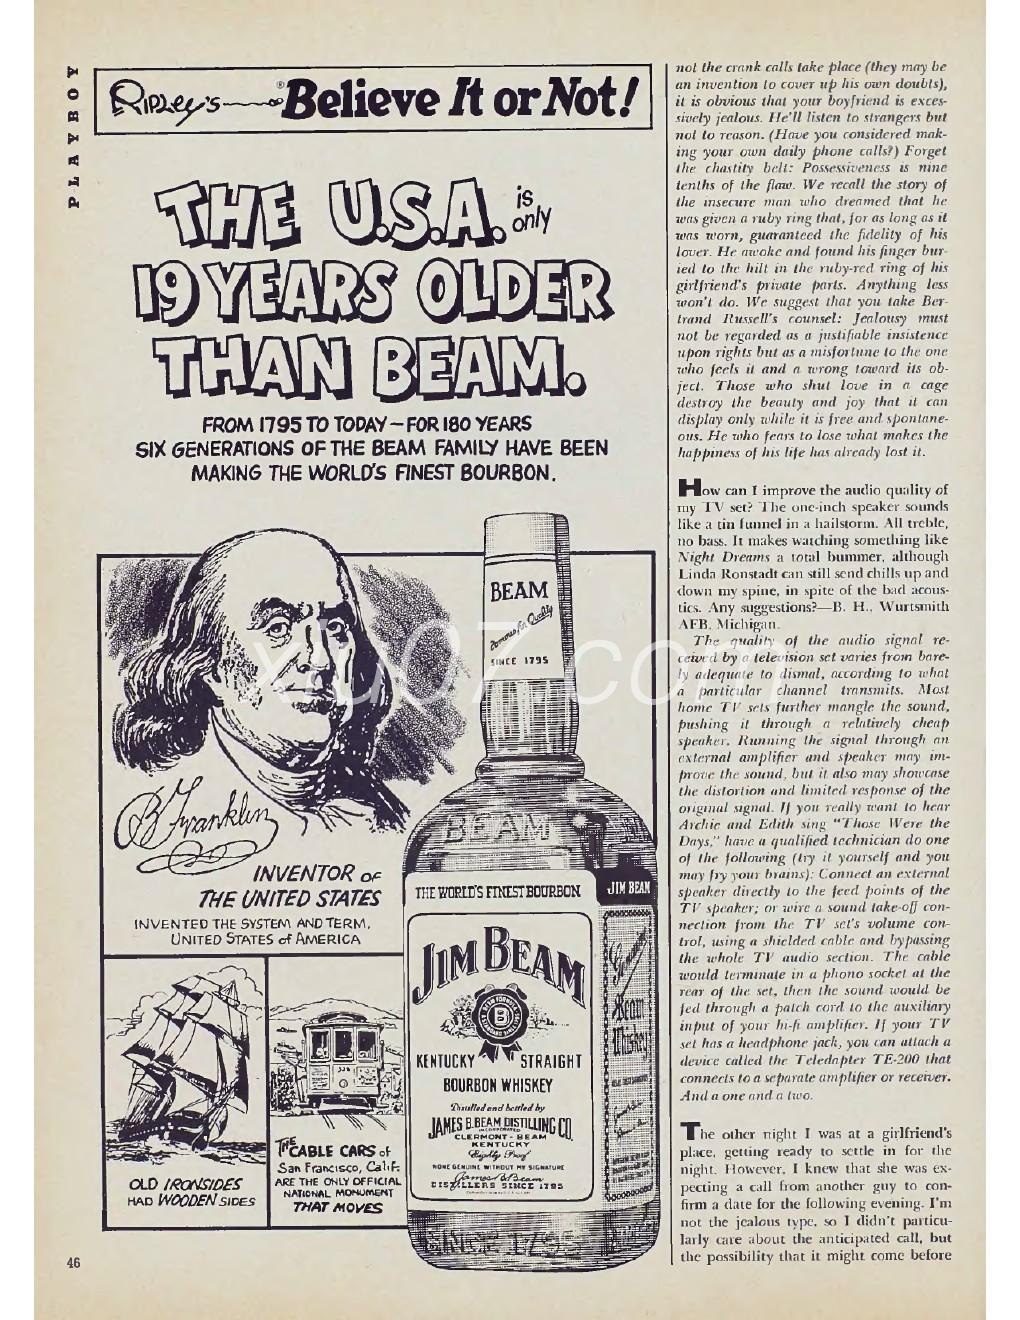 PLAYBOY
Ripley's ® Believe It or Not!
THE U.S.A. is only
19 YEARS OLDER
THAN BEAM.
FROM 1795 TO TODAY—FOR 180 YEARS
SIX GENERATIONS OF THE BEAM FAMILY HAVE BEEN
MAKING THE WORLD'S FINEST BOURBON.
BEAM
Famous for Quality
SINCE 1795
B Franklin
INVENTOR OF
THE UNITED STATES
INVENTED THE SYSTEM AND TERM,
UNITED STATES of AMERICA
OLD IRONSIDES
HAD WOODEN SIDES
338
THE CABLE CARS of
San Francisco, Calif.
ARE THE ONLY OFFICIAL
NATIONAL MONUMENT
THAT MOVES
BEAM
THE WORLD'S FINEST BOURBON
JIM BEAM
JIM BEAM
B
KENTUCKY STRAIGHT
BOURBON WHISKEY
Distilled and bottled by
JAMES B. BEAM DISTILLING CO.
INCORPORATED
CLERMONT - BEAM
KENTUCKY
Eighty Proof
NONE GENUINE WITHOUT MY SIGNATURE
James B. Beam
DISTILLERS SINCE 1795
Genuine
Beam
Whiskey
SINCE 1795
46
not the crank calls take place (they may be
an invention to cover up his own doubts),
it is obvious that your boyfriend is exces-
sively jealous. He'll listen to strangers but
not to reason. (Have you considered mak-
ing your own daily phone calls?) Forget
the chastity belt: Possessiveness is nine
tenths of the flaw. We recall the story of
the insecure man who dreamed that he
was given a ruby ring that, for as long as it
was worn, guaranteed the fidelity of his
lover. He awoke and found his finger bur-
ied to the hilt in the ruby-red ring of his
girlfriend's private parts. Anything less
won't do. We suggest that you take Ber-
trand Russell's counsel: Jealousy must
not be regarded as a justifiable insistence
upon rights but as a misfortune to the one
who feels it and a wrong toward its ob-
ject. Those who shut love in a cage
destroy the beauty and joy that it can
display only while it is free and spontane-
ous. He who fears to lose what makes the
happiness of his life has already lost it.
How can I improve the audio quality of
my TV set? The one-inch speaker sounds
like a tin funnel in a hailstorm. All treble,
no bass. It makes watching something like
Night Dreams a total bummer, although
Linda Ronstadt can still send chills up and
down my spine, in spite of the bad acous-
tics. Any suggestions?—B. H., Wurtsmith
AFB, Michigan.
The quality of the audio signal re-
ceived by a television set varies from bare-
ly adequate to dismal, according to what
a particular channel transmits. Most
home TV sets further mangle the sound,
pushing it through a relatively cheap
speaker. Running the signal through an
external amplifier and speaker may im-
prove the sound, but it also may showcase
the distortion and limited response of the
original signal. If you really want to hear
Archie and Edith sing "Those Were the
Days," have a qualified technician do one
of the following (try it yourself and you
may fry your brains): Connect an external
speaker directly to the feed points of the
TV speaker; or wire a sound take-off con-
nection from the TV set's volume con-
trol, using a shielded cable and bypassing
the whole TV audio section. The cable
would terminate in a phono socket at the
rear of the set, then the sound would be
fed through a patch cord to the auxiliary
input of your hi-fi amplifier. If your TV
set has a headphone jack, you can attach a
device called the Teledapter TE-200 that
connects to a separate amplifier or receiver.
And a one and a two.
The other night I was at a girlfriend's
place, getting ready to settle in for the
night. However, I knew that she was ex-
pecting a call from another guy to con-
firm a date for the following evening. I'm
not the jealous type, so I didn't particu-
larly care about the anticipated call, but
the possibility that it might come before
xiu07.com